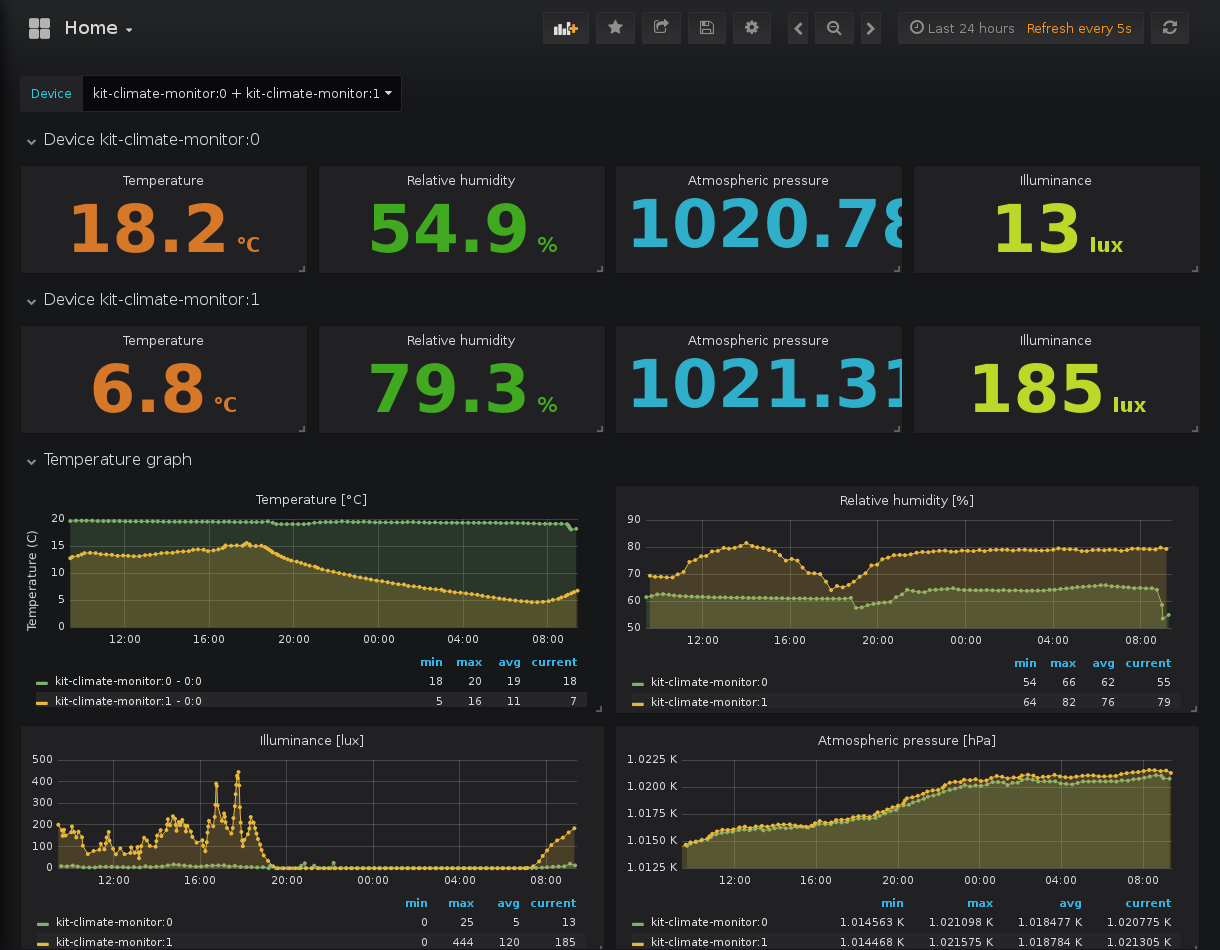 Home
Last 24 hours Refresh every 5s
Device kit-climate-monitor:0 + kit-climate-monitor:1
Device kit-climate-monitor:0
Temperature Relative humidity Atmospheric pressure Illuminance
18.2 °C 54.9 % 1020.78 13 lux
Device kit-climate-monitor:1
Temperature Relative humidity Atmospheric pressure Illuminance
6.8 °C 79.3 % 1021.31 185 lux
Temperature graph
Temperature [°C]
Temperature (C)
20
15
10
5
0
12:00 16:00 20:00 00:00 04:00 08:00
min max avg current
kit-climate-monitor:0 - 0:0 18 20 19 18
kit-climate-monitor:1 - 0:0 5 16 11 7
Relative humidity [%]
90
80
70
60
50
12:00 16:00 20:00 00:00 04:00 08:00
min max avg current
kit-climate-monitor:0 54 66 62 55
kit-climate-monitor:1 64 82 76 79
Illuminance [lux]
500
400
300
200
100
0
12:00 16:00 20:00 00:00 04:00 08:00
min max avg current
kit-climate-monitor:0 0 25 5 13
kit-climate-monitor:1 0 444 120 185
Atmospheric pressure [hPa]
1.0225 K
1.0200 K
1.0175 K
1.0150 K
1.0125 K
12:00 16:00 20:00 00:00 04:00 08:00
min max avg current
kit-climate-monitor:0 1.014563 K 1.021098 K 1.018477 K 1.020775 K
kit-climate-monitor:1 1.014468 K 1.021575 K 1.018784 K 1.021305 K